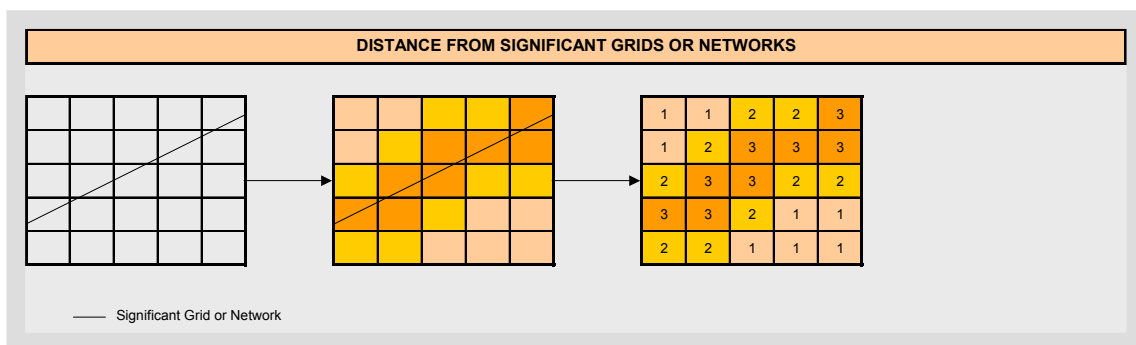 DISTANCE FROM SIGNIFICANT GRIDS OR NETWORKS
1 1 2 2 3
1 2 3 3 3
2 3 3 2 2
3 3 2 1 1
2 2 1 1 1
Significant Grid or Network